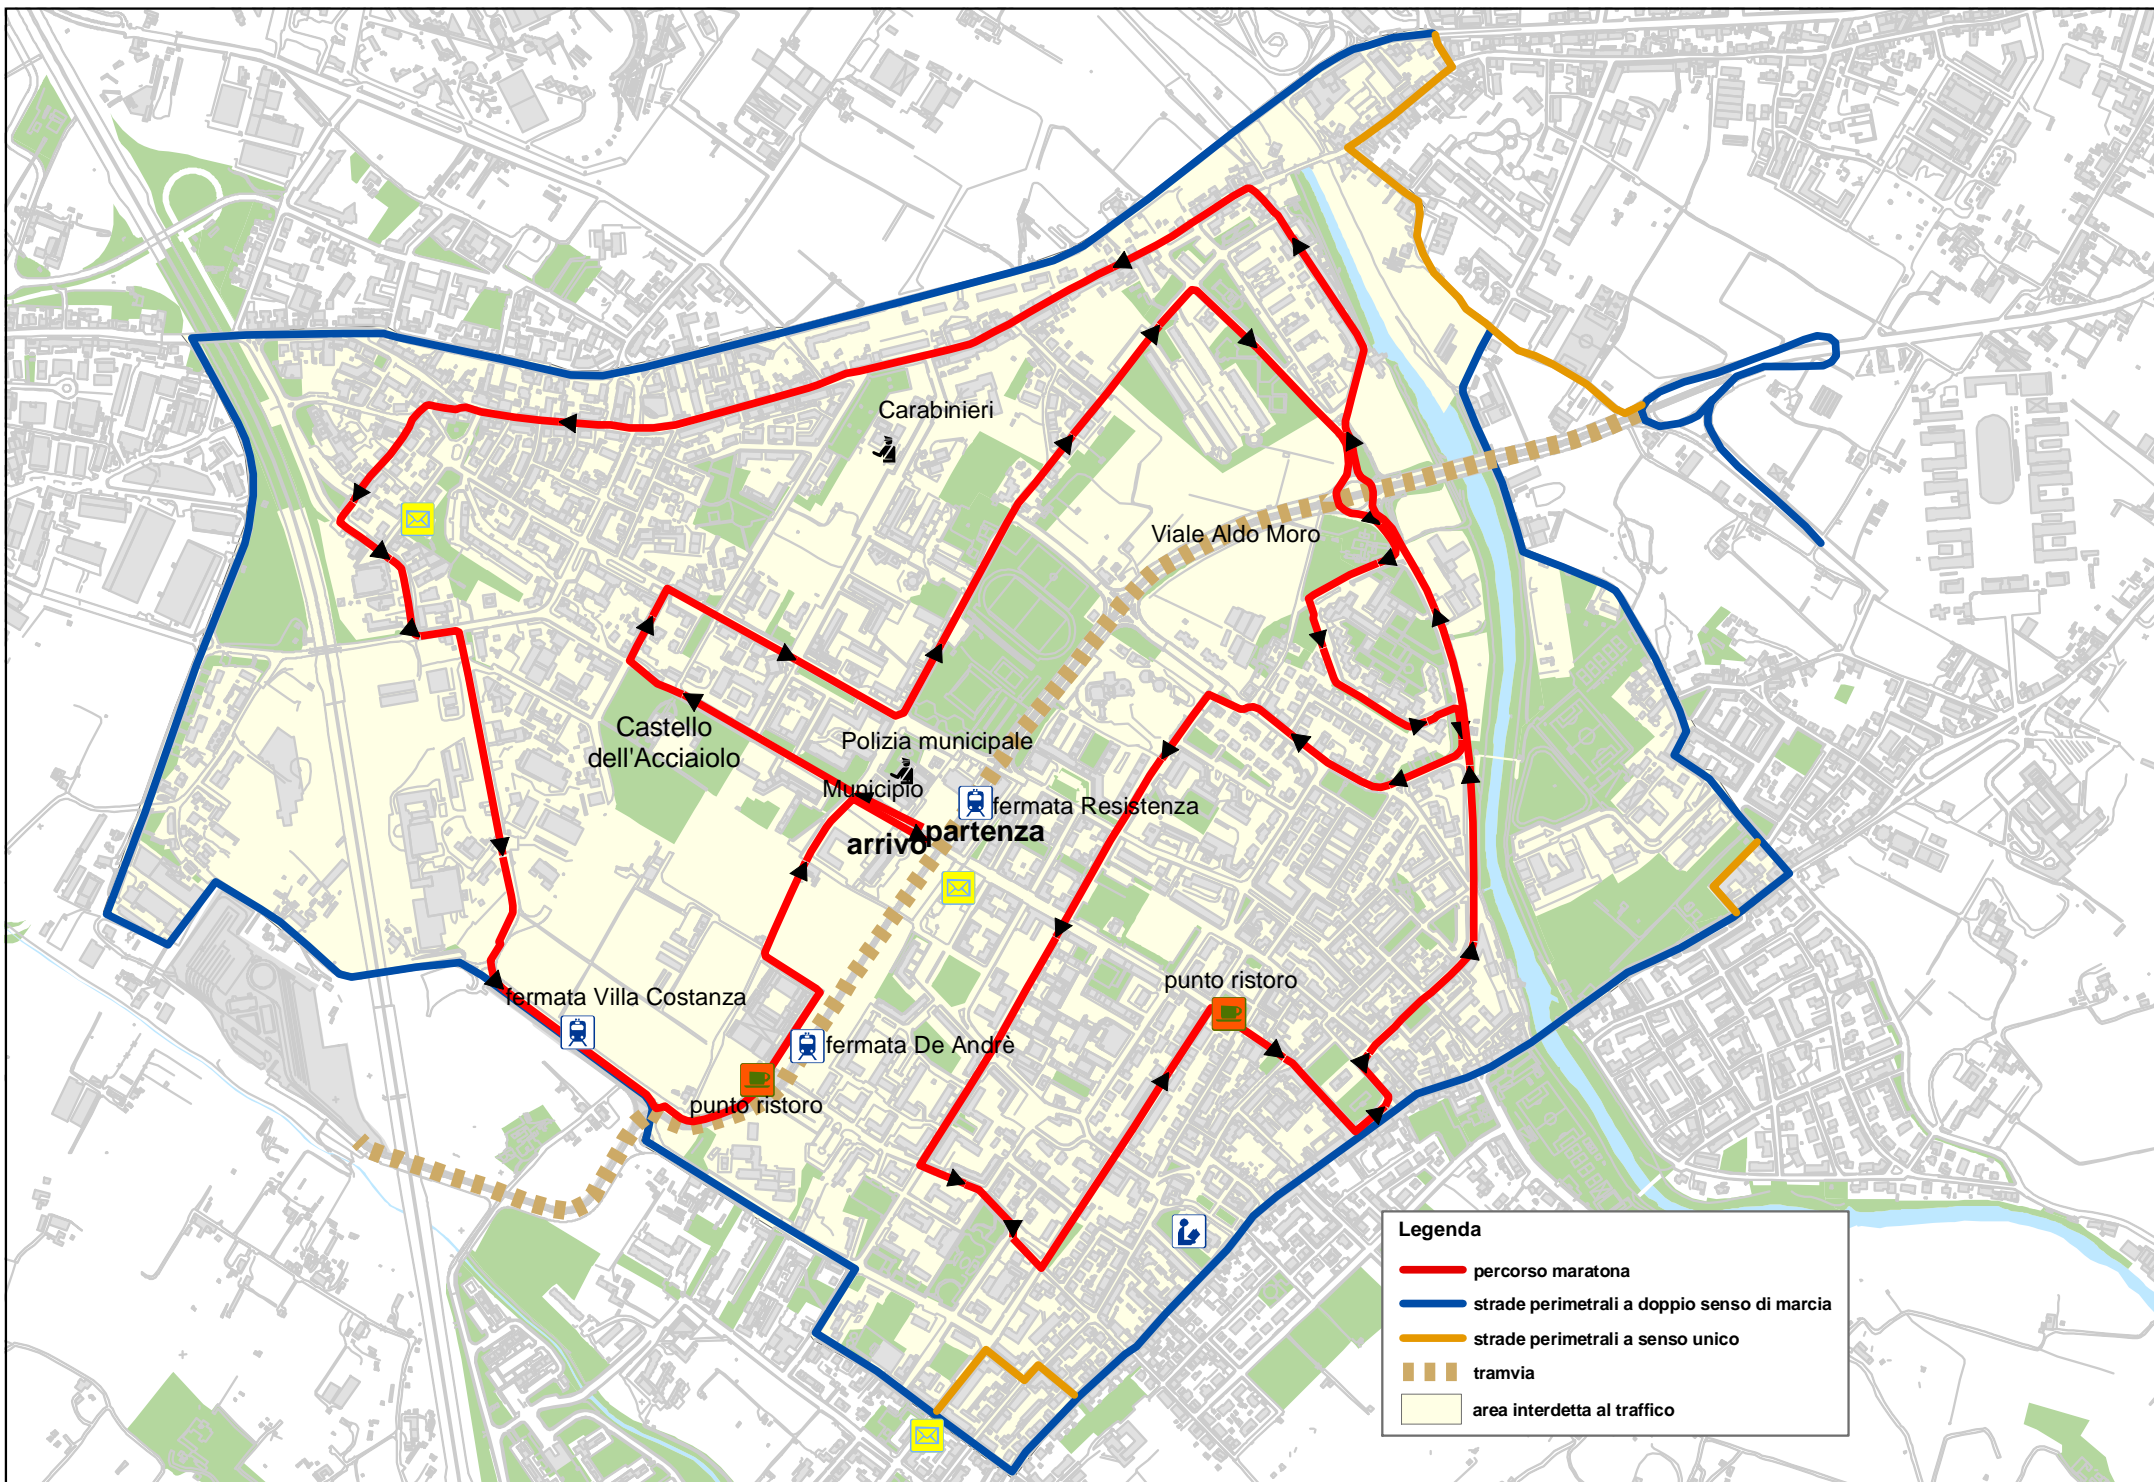 Carabinieri
Viale Aldo Moro
Castello
dell'Acciaiolo
Polizia municipale
Municipio
fermata Resistenza
partenza
arrivo
punto ristoro
fermata Villa Costanza
fermata De Andrè
punto ristoro
Legenda
percorso maratona
strade perimetrali a doppio senso di marcia
strade perimetrali a senso unico
tramvia
area interdetta al traffico